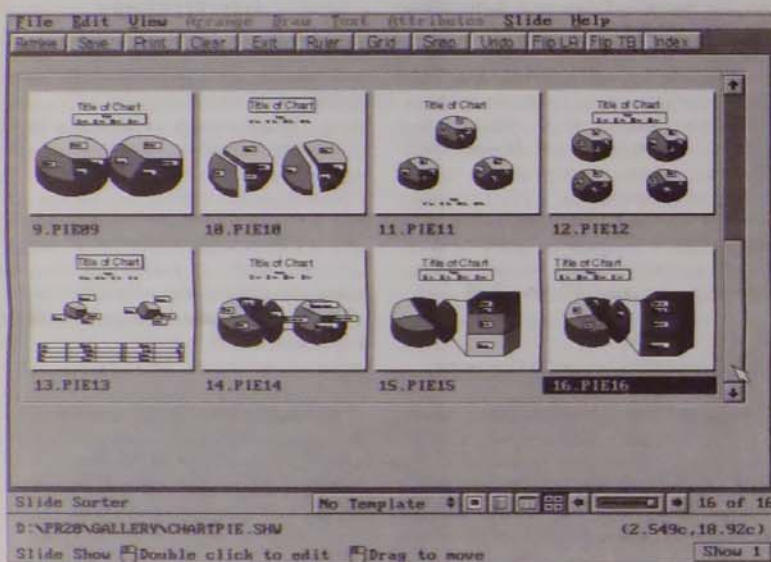 File Edit View Arrange Draw Text Attributes Slide Help
Retrieve Save Print Clear Exit Ruler Grid Snap Undo Flip LR Flip TB Index
Title of Chart
Title of Chart
Title of Chart
Title of Chart
9.PIE09 10.PIE10 11.PIE11 12.PIE12
Title of Chart
Title of Chart
Title of Chart
Title of Chart
13.PIE13 14.PIE14 15.PIE15 16.PIE16
Slide Sorter No Template 16 of 16
D:\PR20\GALLERY\CHARTPIE.SHW (2.549c,18.92c)
Slide Show Double click to edit Drag to move Show 1